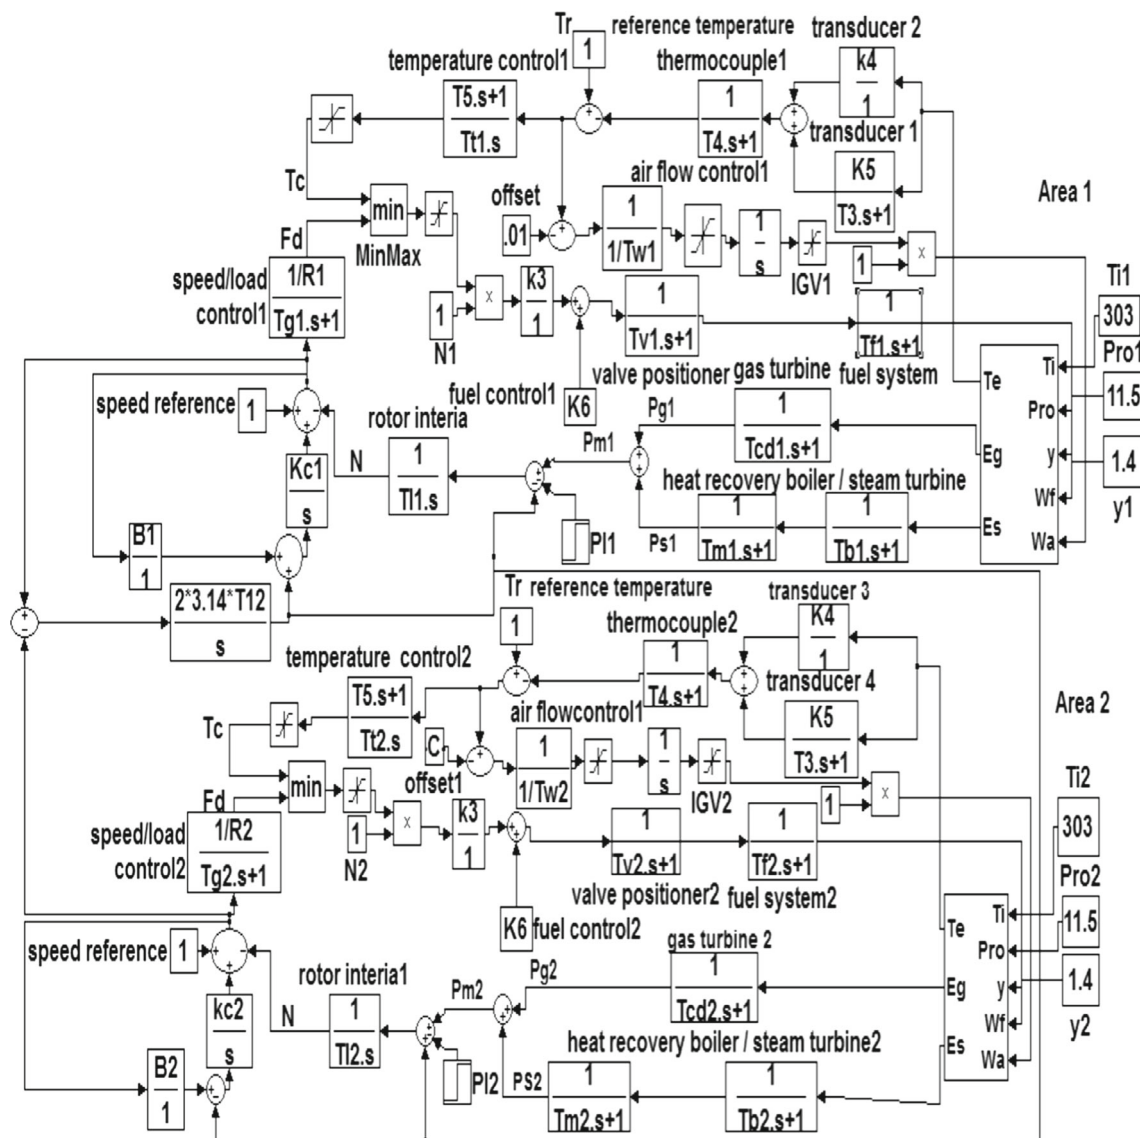 Tr
reference temperature
transducer 2
temperature control1
1
thermocouple1
k4
1
T5.s+1
Tt1.s
1
T4.s+1
transducer 1
K5
T3.s+1
air flow control1
Area 1
Tc
offset
min
MinMax
.01
1
1/Tw1
1
s
IGV1
1
x
Fd
speed/load
control1
1/R1
Tg1.s+1
1
N1
x
k3
1
1
Tv1.s+1
1
Tf1.s+1
Ti1
303
Pro1
11.5
1.4
y1
fuel control1
K6
valve positioner
gas turbine
fuel system
Te
Eg
Es
Ti
Pro
y
Wf
Wa
speed reference
1
rotor interia
N
1
Tl1.s
Pm1
Pg1
1
Tcd1.s+1
heat recovery boiler / steam turbine
Kc1
s
Ps1
1
Tm1.s+1
1
Tb1.s+1
Pl1
B1
1
2*3.14*T12
s
Tr
reference temperature
transducer 3
1
thermocouple2
K4
1
temperature control2
T5.s+1
Tt2.s
1
T4.s+1
transducer 4
K5
T3.s+1
Area 2
Tc
air flowcontrol1
C
offset1
1
1/Tw2
1
s
IGV2
1
x
min
Fd
speed/load
control2
1/R2
Tg2.s+1
1
N2
x
k3
1
1
Tv2.s+1
1
Tf2.s+1
Ti2
303
Pro2
11.5
1.4
y2
valve positioner2
fuel system2
K6
fuel control2
Te
Eg
Es
Ti
Pro
y
Wf
Wa
speed reference
1
rotor interia1
N
1
Tl2.s
Pm2
Pg2
gas turbine 2
1
Tcd2.s+1
heat recovery boiler / steam turbine2
kc2
s
Pl2
PS2
1
Tm2.s+1
1
Tb2.s+1
B2
1